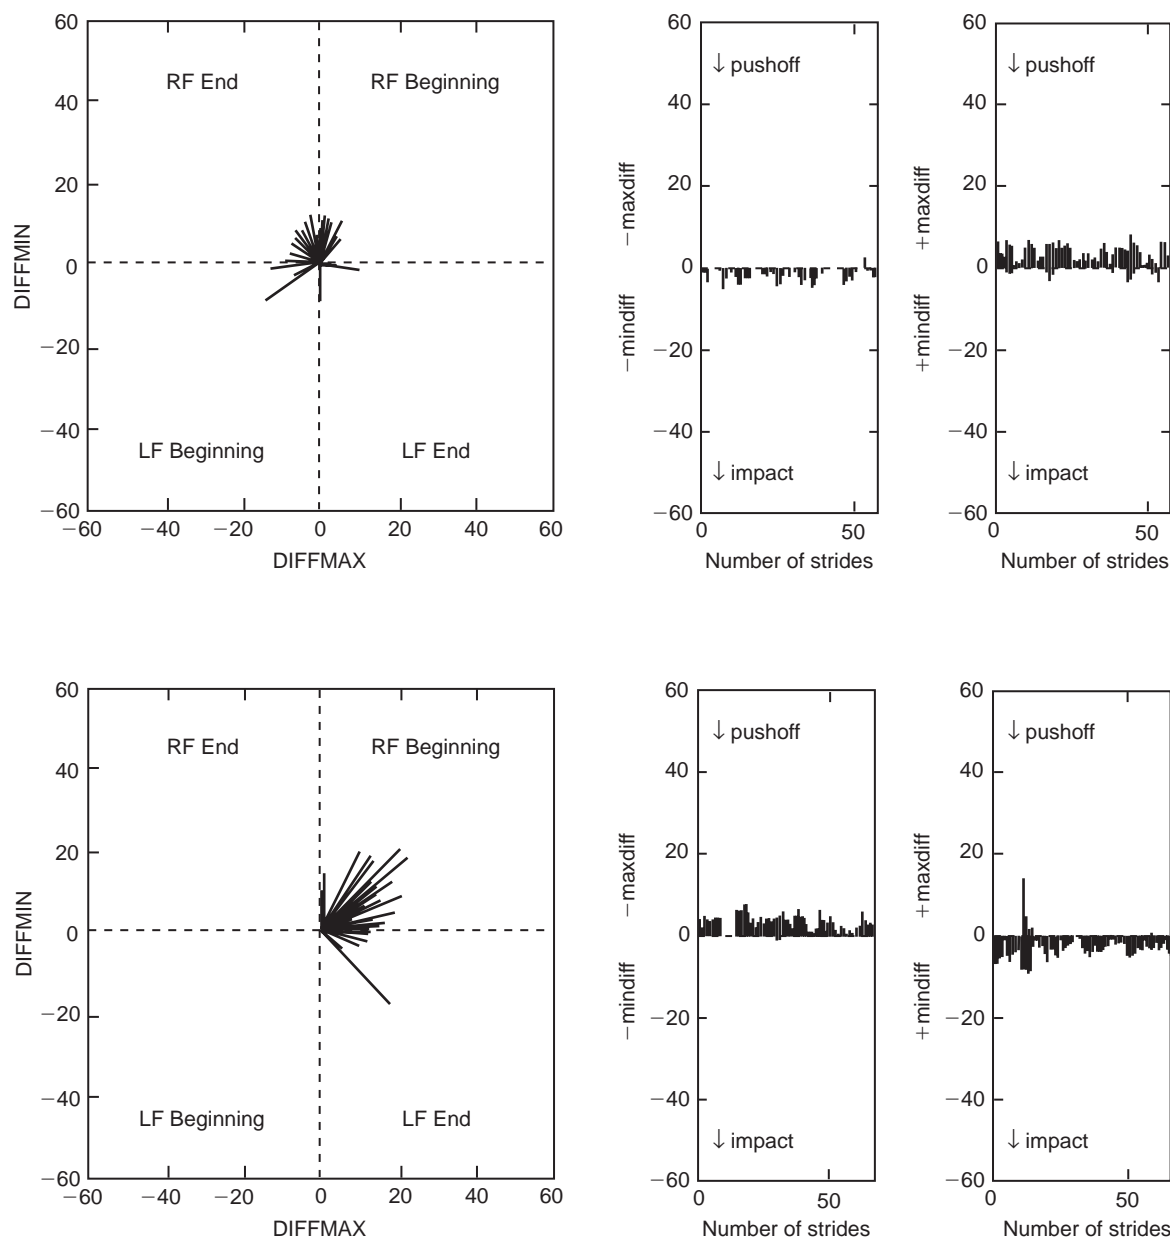 60
40
20
0
−20
−40
−60
DIFFMIN
RF End
RF Beginning
LF Beginning
LF End
−60
−40
−20
0
20
40
60
DIFFMAX
60
40
20
0
−20
−40
−60
−mindiff −maxdiff
↓ pushoff
↓ impact
0
50
Number of strides
60
40
20
0
−20
−40
−60
+mindiff +maxdiff
↓ pushoff
↓ impact
0
50
Number of strides
60
40
20
0
−20
−40
−60
DIFFMIN
RF End
RF Beginning
LF Beginning
LF End
−60
−40
−20
0
20
40
60
DIFFMAX
60
40
20
0
−20
−40
−60
−mindiff −maxdiff
↓ pushoff
↓ impact
0
50
Number of strides
60
40
20
0
−20
−40
−60
+mindiff +maxdiff
↓ pushoff
↓ impact
0
50
Number of strides